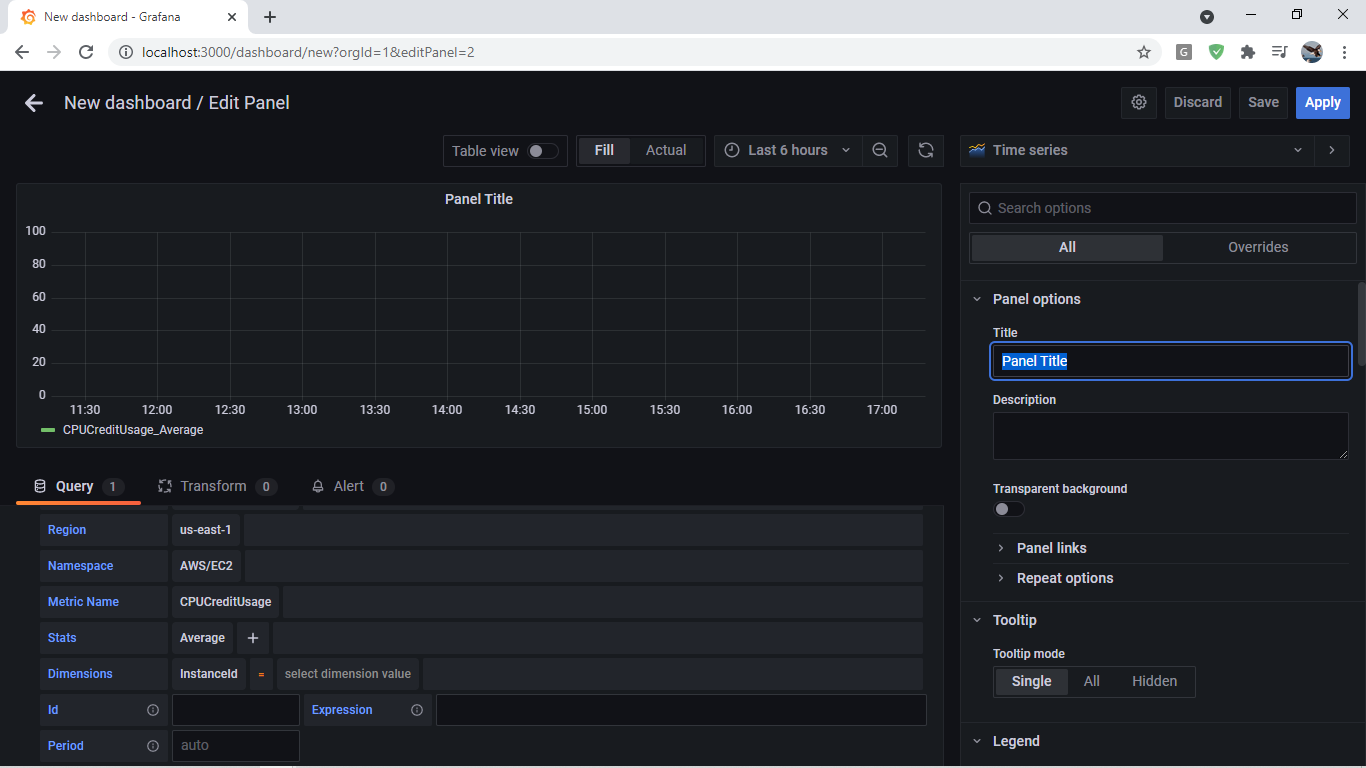 New dashboard - Grafana
localhost:3000/dashboard/new?orgId=1&editPanel=2
G
New dashboard / Edit Panel
Discard
Save
Apply
Table view
Fill
Actual
Last 6 hours
Time series
Panel Title
100
80
60
40
20
0
11:30 12:00 12:30 13:00 13:30 14:00 14:30 15:00 15:30 16:00 16:30 17:00
CPUCreditUsage_Average
Query 1
Transform 0
Alert 0
Region us-east-1
Namespace AWS/EC2
Metric Name CPUCreditUsage
Stats Average +
Dimensions InstanceId = select dimension value
Id Expression
Period auto
Search options
All Overrides
Panel options
Title
Panel Title
Description
Transparent background
Panel links
Repeat options
Tooltip
Tooltip mode
Single All Hidden
Legend